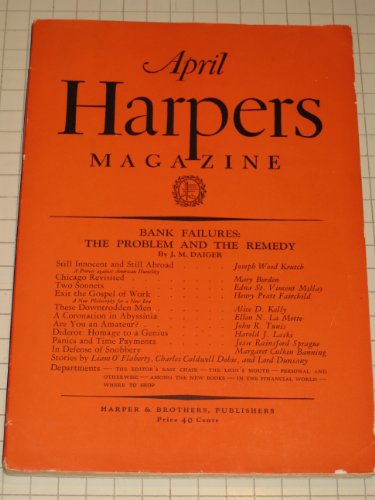 April
Harpers
MAGAZINE
BANK FAILURES:
THE PROBLEM AND THE REMEDY
By J. M. DAIGER
Still Innocent and Still Abroad . . . . Joseph Wood Krutch
A Protest against American Humility
Chicago Revisited . . . . Mary Borden
Two Sonnets . . . . Edna St. Vincent Millay
Exit the Gospel of Work . . . . Henry Pratt Fairchild
A New Philosophy for a New Era
These Downtrodden Men . . . . Alice D. Kelly
A Coronation in Abyssinia . . . . Ellen N. La Motte
Are You an Amateur? . . . . John R. Tunis
Diderot: Homage to a Genius . . . . Harold J. Laski
Panics and Time Payments . . . . Jesse Rainsford Sprague
In Defense of Snobbery . . . . Margaret Culkin Banning
Stories by Liam O'Flaherty, Charles Caldwell Dobie, and Lord Dunsany
Departments — THE EDITOR'S EASY CHAIR — THE LION'S MOUTH — PERSONAL AND
OTHERWISE — AMONG THE NEW BOOKS — IN THE FINANCIAL WORLD —
WHERE TO SHOP
HARPER & BROTHERS, PUBLISHERS
Price 40 Cents